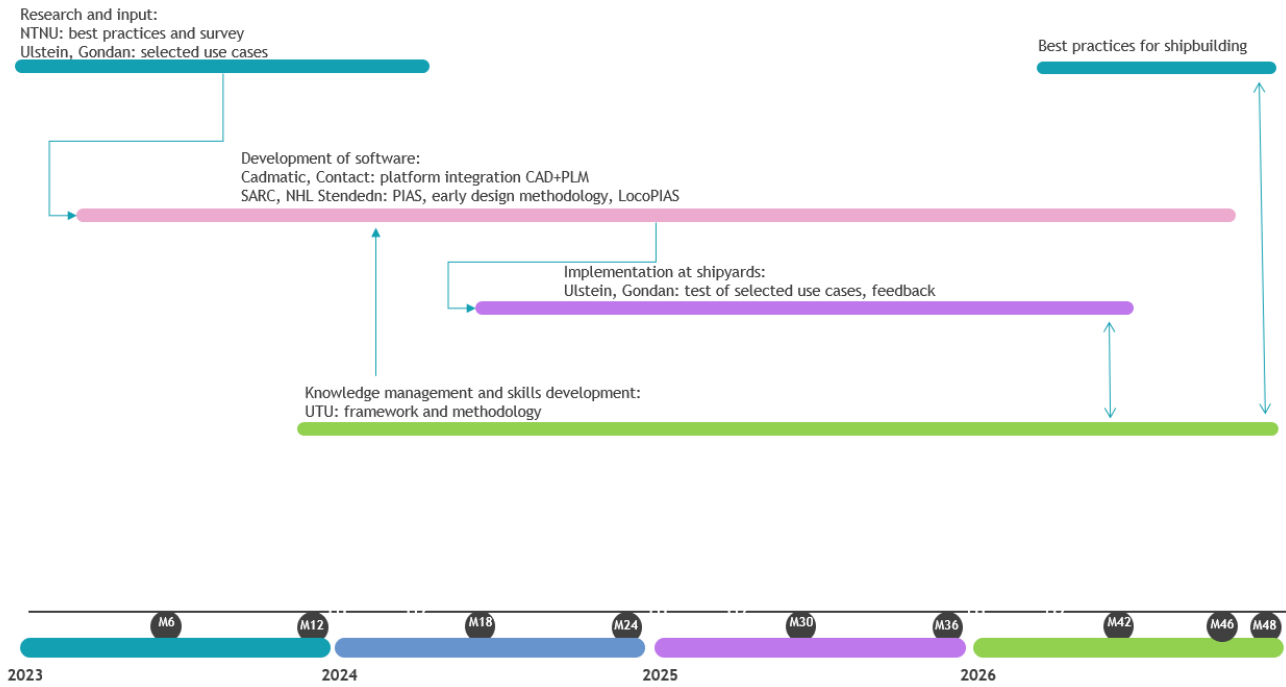 Research and input:
NTNU: best practices and survey
Ulstein, Gondan: selected use cases
Best practices for shipbuilding
Development of software:
Cadmatic, Contact: platform integration CAD+PLM
SARC, NHL Stendedn: PIAS, early design methodology, LocoPIAS
Implementation at shipyards:
Ulstein, Gondan: test of selected use cases, feedback
Knowledge management and skills development:
UTU: framework and methodology
M6 M12 M18 M24 M30 M36 M42 M46 M48
2023 2024 2025 2026